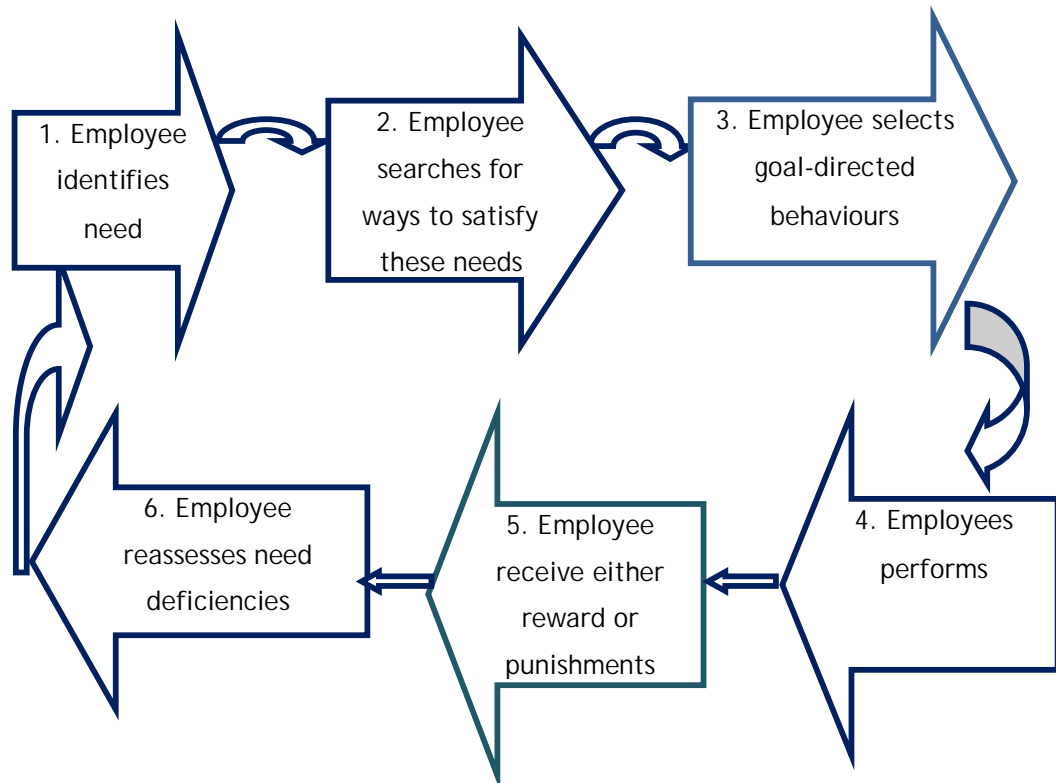 1. Employee
identifies
need
2. Employee
searches for
ways to satisfy
these needs
3. Employee selects
goal-directed
behaviours
4. Employees
performs
5. Employee
receive either
reward or
punishments
6. Employee
reassesses need
deficiencies